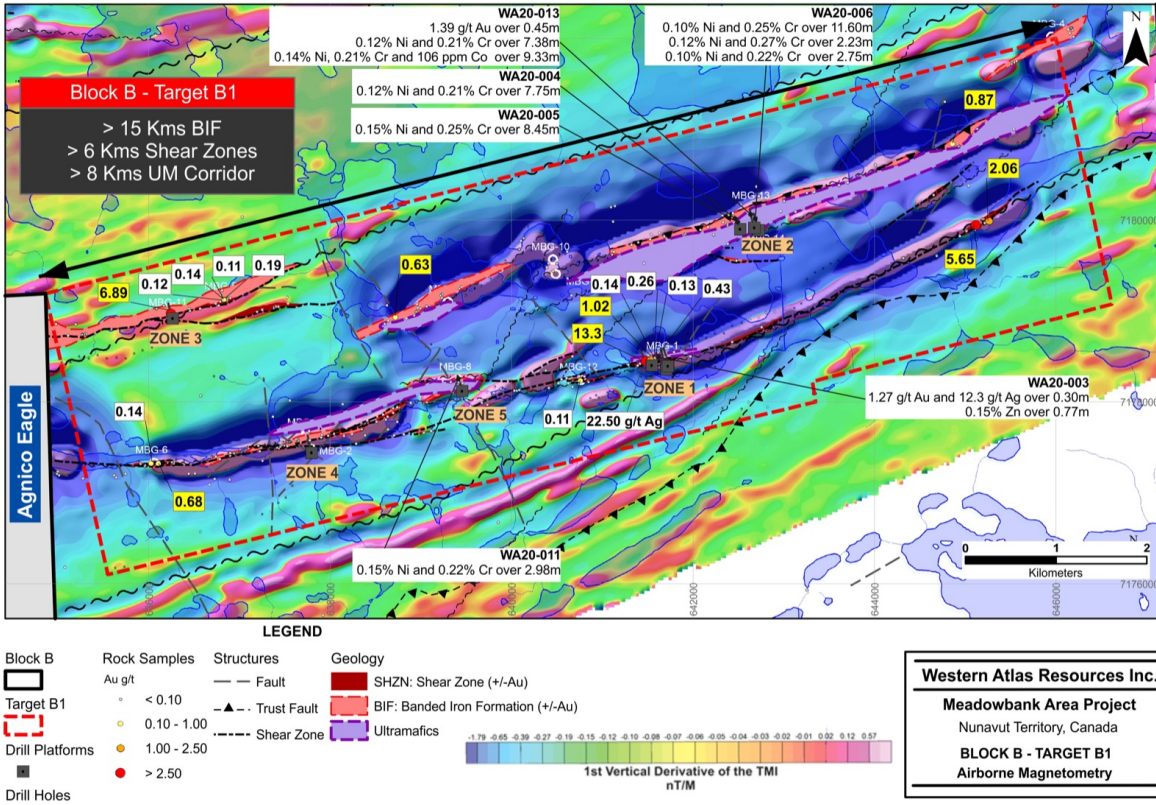 WA20-013
1.39 g/t Au over 0.45m
0.12% Ni and 0.21% Cr over 7.38m
0.14% Ni, 0.21% Cr and 106 ppm Co over 9.33m
WA20-006
0.10% Ni and 0.25% Cr over 11.60m
0.12% Ni and 0.27% Cr over 2.23m
0.10% Ni and 0.22% Cr over 2.75m
MBG-4
N
WA20-004
0.12% Ni and 0.21% Cr over 7.75m
WA20-005
0.15% Ni and 0.25% Cr over 8.45m
Block B - Target B1
> 15 Kms BIF
> 6 Kms Shear Zones
> 8 Kms UM Corridor
0.87
2.06
MBG-13
7180000
ZONE 2
MBG-10
5.65
0.63
0.19
0.11
0.14
0.12
6.89
MBG-11
ZONE 3
0.14
0.26
0.13
0.43
1.02
13.3
MBG-1
ZONE 1
MBG-8
MBG-12
ZONE 5
WA20-003
1.27 g/t Au and 12.3 g/t Ag over 0.30m
0.15% Zn over 0.77m
7178000
0.11
22.50 g/t Ag
0.14
MBG-6
MBG-2
ZONE 4
0.68
Agnico Eagle
WA20-011
0.15% Ni and 0.22% Cr over 2.98m
N
0 1 2
Kilometers
7176000
640000
642000
644000
646000
LEGEND
Block B
Target B1
Drill Platforms
Drill Holes
Rock Samples
Au g/t
< 0.10
0.10 - 1.00
1.00 - 2.50
> 2.50
Structures
Fault
Trust Fault
Shear Zone
Geology
SHZN: Shear Zone (+/-Au)
BIF: Banded Iron Formation (+/-Au)
Ultramafics
-1.79 -0.65 -0.39 -0.27 -0.19 -0.15 -0.12 -0.09 -0.08 -0.07 -0.06 -0.05 -0.04 -0.03 -0.02 -0.01 0.02 0.12 0.57
1st Vertical Derivative of the TMI
nT/M
Western Atlas Resources Inc.
Meadowbank Area Project
Nunavut Territory, Canada
BLOCK B - TARGET B1
Airborne Magnetometry